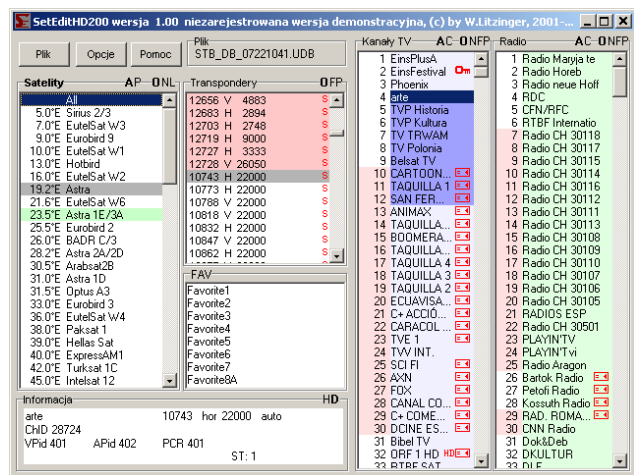 SetEditHD200 wersja 1.00 niezarejestrowana wersja demonstracyjna, (c) by W.Litzinger, 2001-...
Plik
Opcje
Pomoc
Plik
STB_DB_07221041.UDB
Satelity AP ONL
All
5.0°E Sirius 2/3
7.0°E EutelSat W3
9.0°E Eurobird 9
10.0°E EutelSat W1
13.0°E Hotbird
16.0°E EutelSat W2
19.2°E Astra
21.6°E EutelSat W6
23.5°E Astra 1E/3A
25.5°E Eurobird 2
26.0°E BADR C/3
28.2°E Astra 2A/2D
30.5°E Arabsat2B
31.0°E Astra 1D
31.5°E Optus A3
33.0°E Eurobird 3
36.0°E EutelSat W4
38.0°E Paksat 1
39.0°E Hellas Sat
40.0°E ExpressAM1
42.0°E Turksat 1C
45.0°E Intelsat 12
Transpondery OFP
12656 V 4883 S
12683 H 2894 S
12703 H 2748 S
12719 H 9000 S
12727 H 3333 S
12728 V 26050 S
10743 H 22000 S
10773 H 22000 S
10788 V 22000 S
10818 V 22000 S
10832 H 22000 S
10847 V 22000 S
10862 H 22000 S
FAV
Favorite1
Favorite2
Favorite3
Favorite4
Favorite5
Favorite6
Favorite7
Favorite8A
Kanały TV AC ONFP
1 EinsPlusA
2 EinsFestival
3 Phoenix
4 arte
5 TVP Historia
6 TVP Kultura
7 TV TRWAM
8 TV Polonia
9 Belsat TV
10 CARTOON...
11 TAQUILLA 1
12 SAN FER...
13 ANIMAX
14 TAQUILLA...
15 BOOMERA...
16 TAQUILLA...
17 TAQUILLA 4
18 TAQUILLA 3
19 TAQUILLA 2
20 ECUAVISA...
21 C+ ACCIÓ...
22 CARACOL ...
23 TVE 1
24 TVV INT.
25 SCI FI
26 AXN
27 FOX
28 CANAL CO...
29 C+ COME...
30 DCINE ES...
31 Bibel TV
32 ORF 1 HD HD
33 RTBF SAT
Radio AC ONFP
1 Radio Maryja te
2 Radio Horeb
3 Radio neue Hoff
4 RDC
5 CFN/RFC
6 RTBF Internatio
7 Radio CH 30118
8 Radio CH 30117
9 Radio CH 30115
10 Radio CH 30114
11 Radio CH 30116
12 Radio CH 30112
13 Radio CH 30111
14 Radio CH 30113
15 Radio CH 30108
16 Radio CH 30109
17 Radio CH 30110
18 Radio CH 30107
19 Radio CH 30106
20 Radio CH 30105
21 RADIOS ESP
22 Radio CH 30501
23 PLAYIN'TV
24 PLAYIN'Tvi
25 Radio Aragon
26 Bartok Radio
27 Petofi Radio
28 Kossuth Radio
29 RAD. ROMA...
30 CNN Radio
31 Dok&Deb
32 DKULTUR
33 DLF
Informacja HD
arte 10743 hor 22000 auto
ChID 28724
VPid 401 APid 402 PCR 401
ST: 1